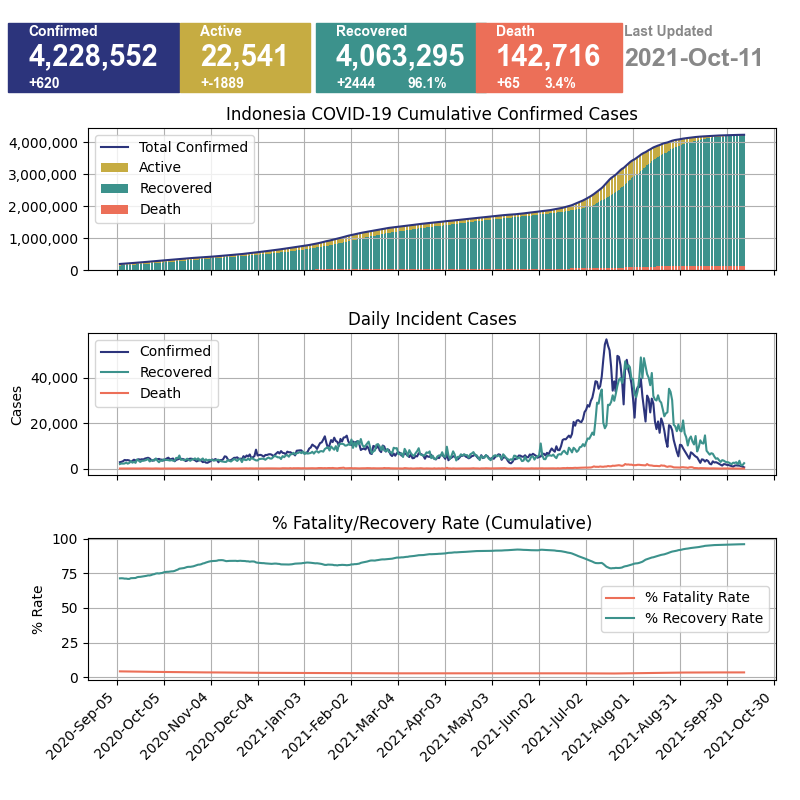 Confirmed
4,228,552
+620
Active
22,541
+-1889
Recovered
4,063,295
+2444 96.1%
Death
142,716
+65 3.4%
Last Updated
2021-Oct-11
Indonesia COVID-19 Cumulative Confirmed Cases
4,000,000
3,000,000
2,000,000
1,000,000
0
Total Confirmed
Active
Recovered
Death
Daily Incident Cases
Cases
40,000
20,000
0
Confirmed
Recovered
Death
% Fatality/Recovery Rate (Cumulative)
% Rate
100
75
50
25
0
% Fatality Rate
% Recovery Rate
2020-Sep-05
2020-Oct-05
2020-Nov-04
2020-Dec-04
2021-Jan-03
2021-Feb-02
2021-Mar-04
2021-Apr-03
2021-May-03
2021-Jun-02
2021-Jul-02
2021-Aug-01
2021-Aug-31
2021-Sep-30
2021-Oct-30